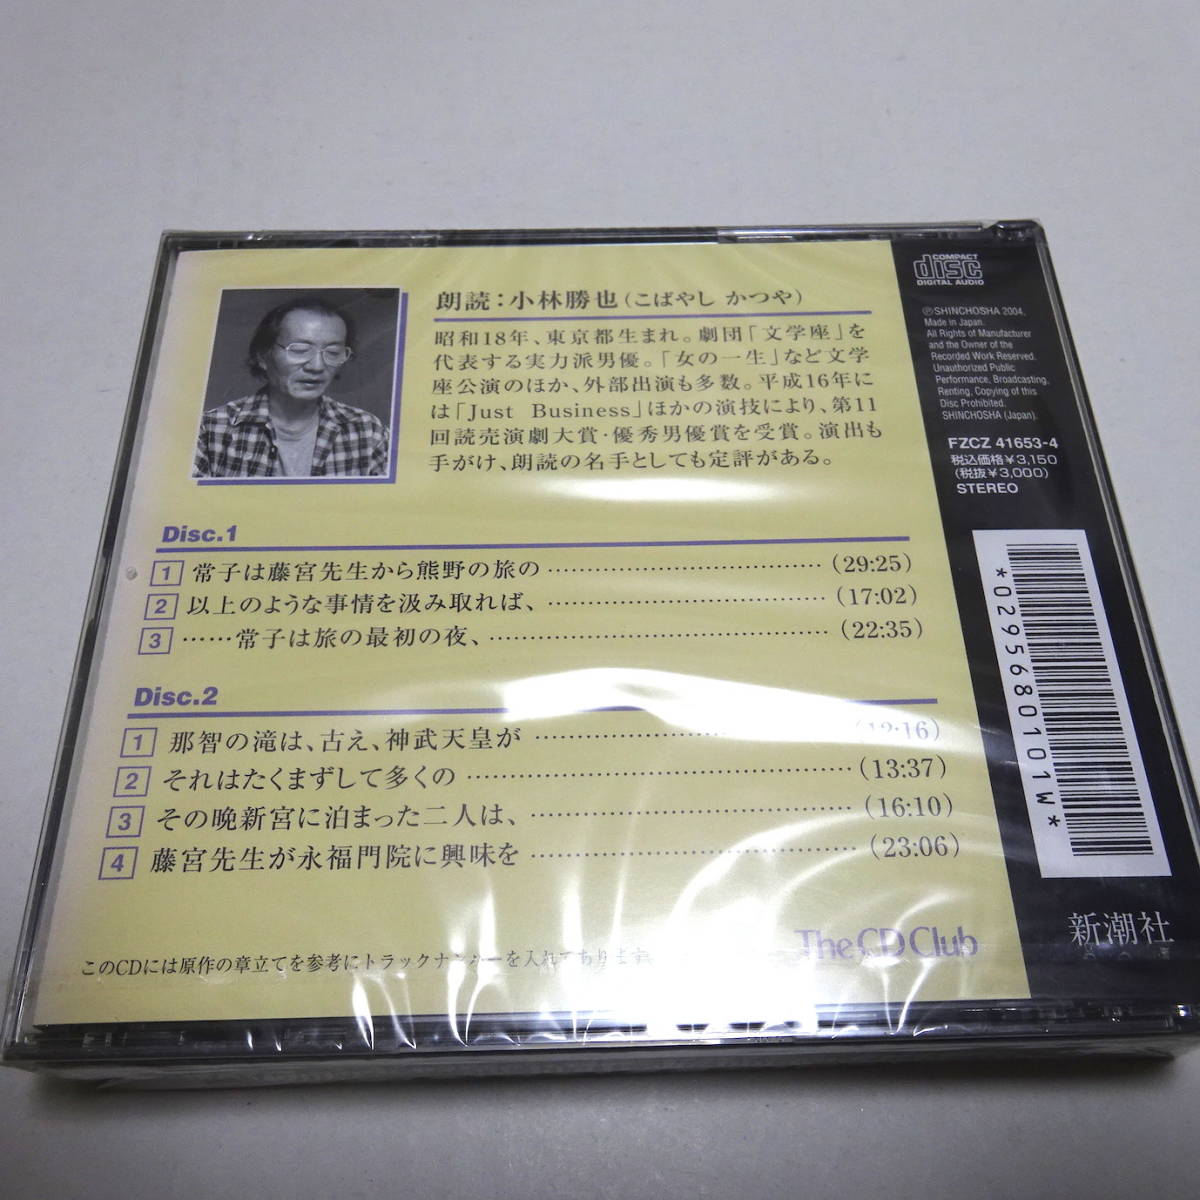 朗読：小林勝也（こばやし かつや）
昭和18年、東京都生まれ。劇団「文学座」を
代表する実力派男優。「女の一生」など文学
座公演のほか、外部出演も多数。平成16年に
は「Just Business」ほかの演技により、第11
回読売演劇大賞・優秀男優賞を受賞。演出も
手がけ、朗読の名手としても定評がある。
Disc.1
1 常子は藤宮先生から熊野の旅の……………………………（29:25）
2 以上のような事情を汲み取れば、……………………………（17:02）
3 ……常子は旅の最初の夜、……………………………………（22:35）
Disc.2
1 那智の滝は、古え、神武天皇が……………………（12:16）
2 それはたくまずして多くの……………………………………（13:37）
3 その晩新宮に泊まった二人は、………………………………（16:10）
4 藤宮先生が永福門院に興味を…………………………………（23:06）
このCDには原作の章立てを参考にトラックナンバーを入れてあります。
The CD Club
COMPACT
disc
DIGITAL AUDIO
℗SHINCHOSHA 2004,
Made in Japan.
All Rights of Manufacturer
and the Owner of the
Recorded Work Reserved.
Unauthorized Public
Performance, Broadcasting,
Renting, Copying of this
Disc Prohibited.
SHINCHOSHA (Japan).
FZCZ 41653-4
税込価格¥3,150
(税抜¥3,000)
STEREO
*0295680101W*
新潮社